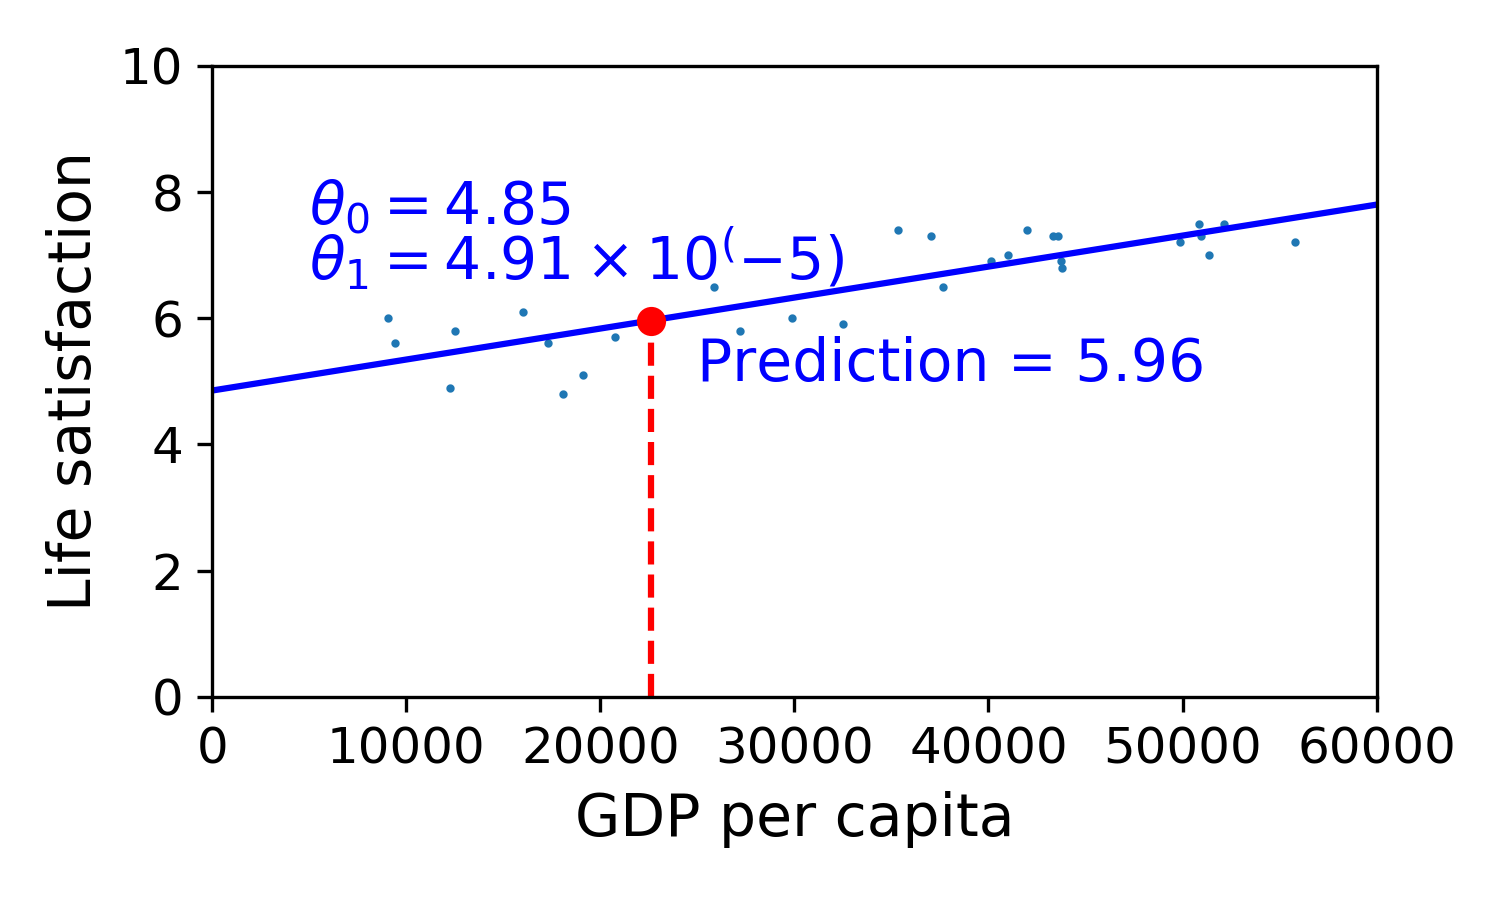 10
8
6
4
2
0
Life satisfaction
θ₀ = 4.85
θ₁ = 4.91 × 10⁽−5)
Prediction = 5.96
0 10000 20000 30000 40000 50000 60000
GDP per capita